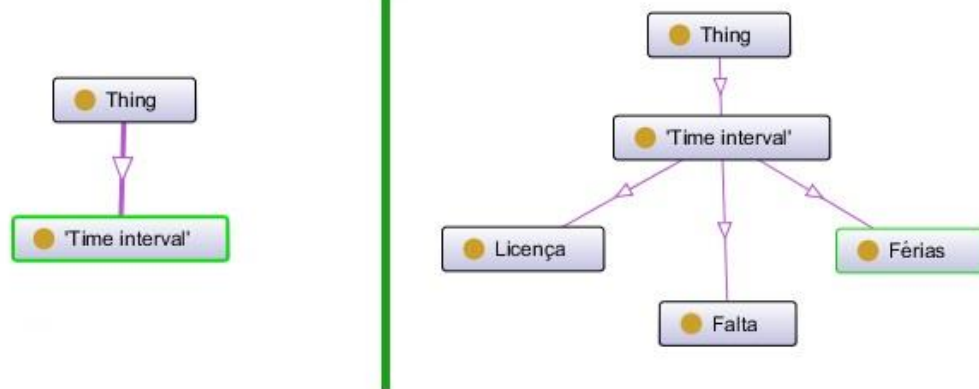 Thing
'Time interval'
Thing
'Time interval'
Licença
Férias
Falta